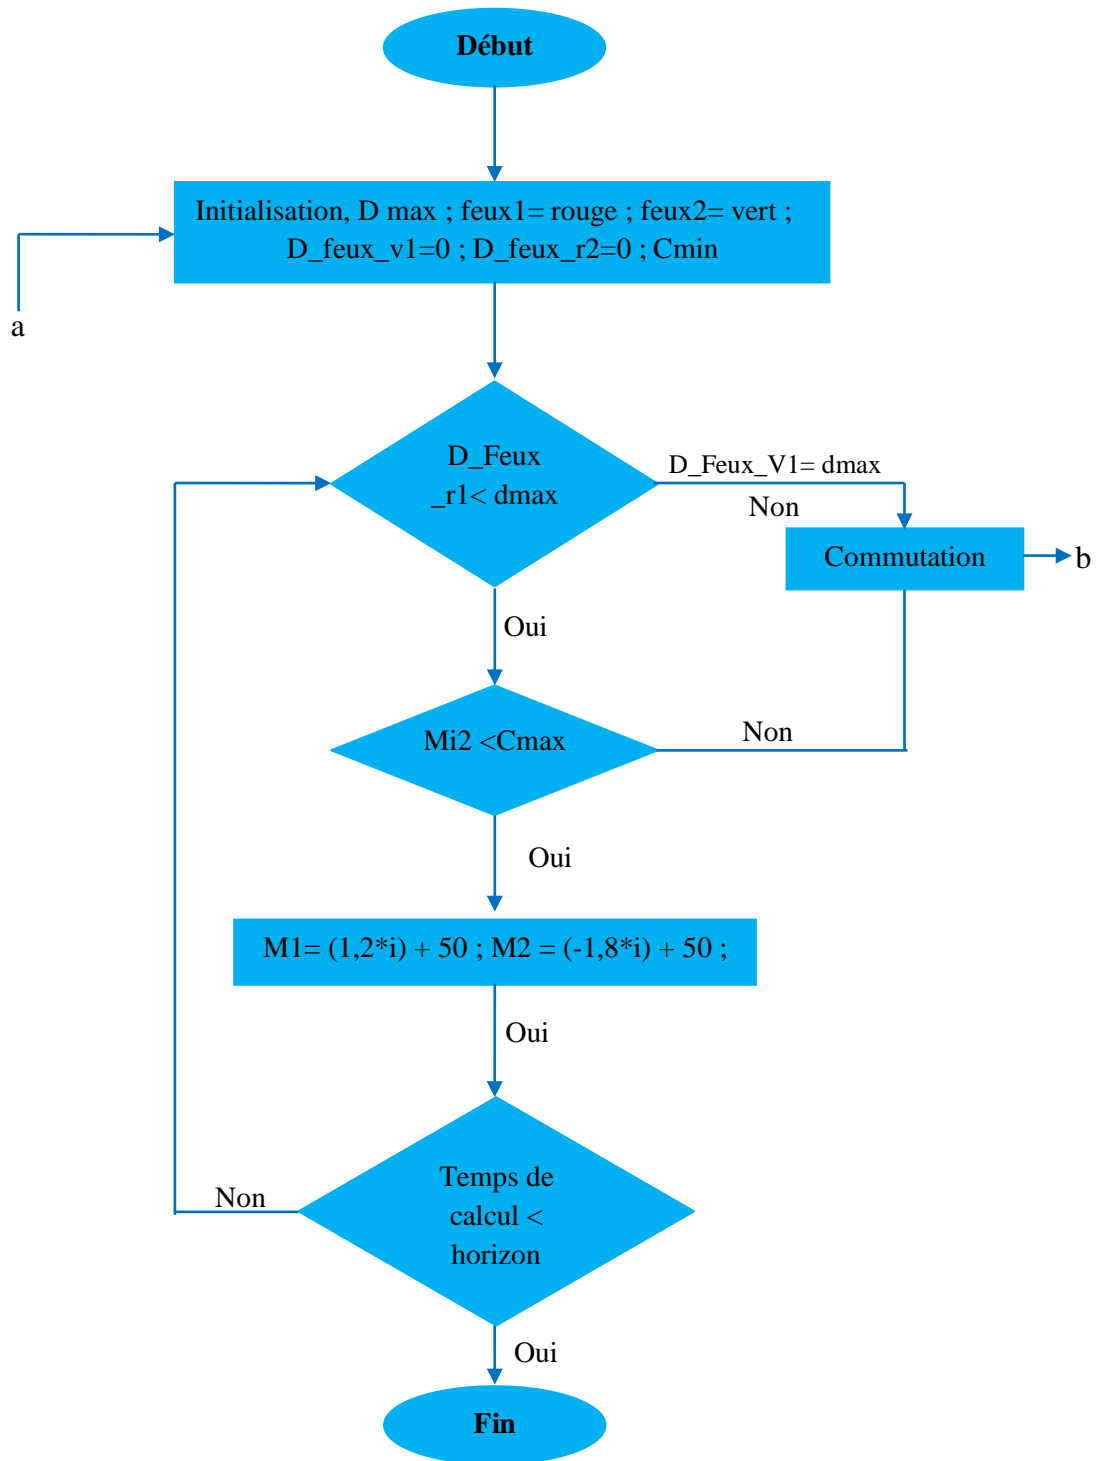 Début
Initialisation, D max ; feux1= rouge ; feux2= vert ;
D_feux_v1=0 ; D_feux_r2=0 ; Cmin
a
D_Feux
_r1< dmax
D_Feux_V1= dmax
Non
Commutation
b
Oui
Mi2 <Cmax
Non
Oui
M1= (1,2*i) + 50 ; M2 = (-1,8*i) + 50 ;
Oui
Temps de
calcul <
horizon
Non
Oui
Fin